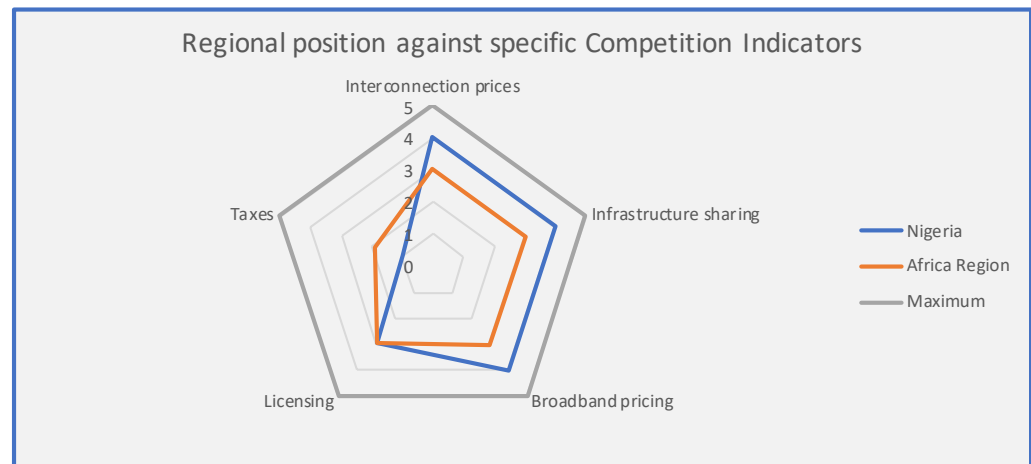 Regional position against specific Competition Indicators
Interconnection prices
5
4
3
2
1
0
Taxes
Infrastructure sharing
Licensing
Broadband pricing
Nigeria
Africa Region
Maximum